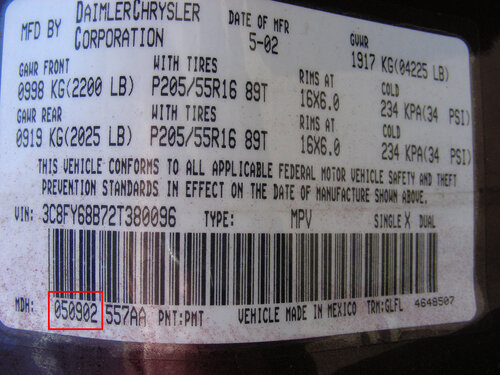 MFD BY DAIMLERCHRYSLER CORPORATION DATE OF MFR 5-02 GVWR 1917 KG(04225 LB)
GAWR FRONT WITH TIRES RIMS AT COLD
0998 KG(2200 LB) P205/55R16 89T 16X6.0 234 KPA(34 PSI)
GAWR REAR WITH TIRES RIMS AT COLD
0919 KG(2025 LB) P205/55R16 89T 16X6.0 234 KPA(34 PSI)
THIS VEHICLE CONFORMS TO ALL APPLICABLE FEDERAL MOTOR VEHICLE SAFETY AND THEFT
PREVENTION STANDARDS IN EFFECT ON THE DATE OF MANUFACTURE SHOWN ABOVE.
VIN: 3C8FY68B72T380096 TYPE: MPV SINGLE X DUAL
MDH: 050902 557AA PNT:PMT VEHICLE MADE IN MEXICO TRM:GLFL 4648507